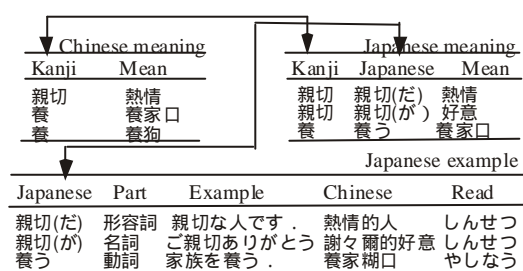 Chinese meaning
Kanji Mean
親切 熱情
養 養家口
養 養狗
Japanese meaning
Kanji Japanese Mean
親切 親切(だ) 熱情
親切 親切(が) 好意
養 養う 養家口
Japanese example
Japanese Part Example Chinese Read
親切(だ) 形容詞 親切な人です. 熱情的人 しんせつ
親切(が) 名詞 ご親切ありがとう 謝々爾的好意 しんせつ
養う 動詞 家族を養う. 養家糊口 やしなう